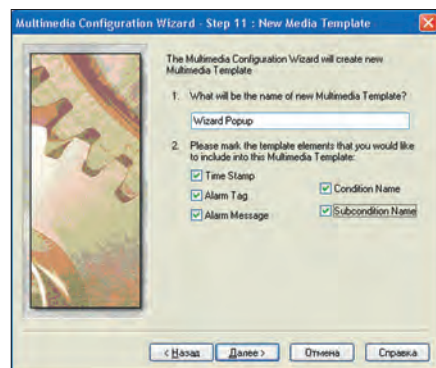 Multimedia Configuration Wizard - Step 11 : New Media Template
The Multimedia Configuration Wizard will create new
Multimedia Template
1. What will be the name of new Multimedia Template?
Wizard Popup
2. Please mark the template elements that you would like
to include into this Multimedia Template:
Time Stamp
Condition Name
Alarm Tag
Subcondition Name
Alarm Message
< Назад
Далее >
Отмена
Справка